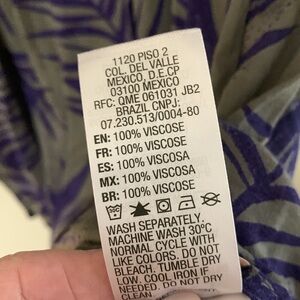 1120 PISO 2
COL. DEL VALLE
MEXICO, D.E.CP
03100 MEXICO
RFC: QME 061031 JB2
BRAZIL CNPJ:
07.230.513/0004-80
EN: 100% VISCOSE
FR: 100% VISCOSE
ES: 100% VISCOSA
MX: 100% VISCOSA
BR: 100% VISCOSE
WASH SEPARATELY.
MACHINE WASH 30°C
NORMAL CYCLE WITH
LIKE COLORS. DO NOT
BLEACH. TUMBLE DRY
LOW. COOL IRON IF
NEEDED. DO NOT
DRY CLEAN